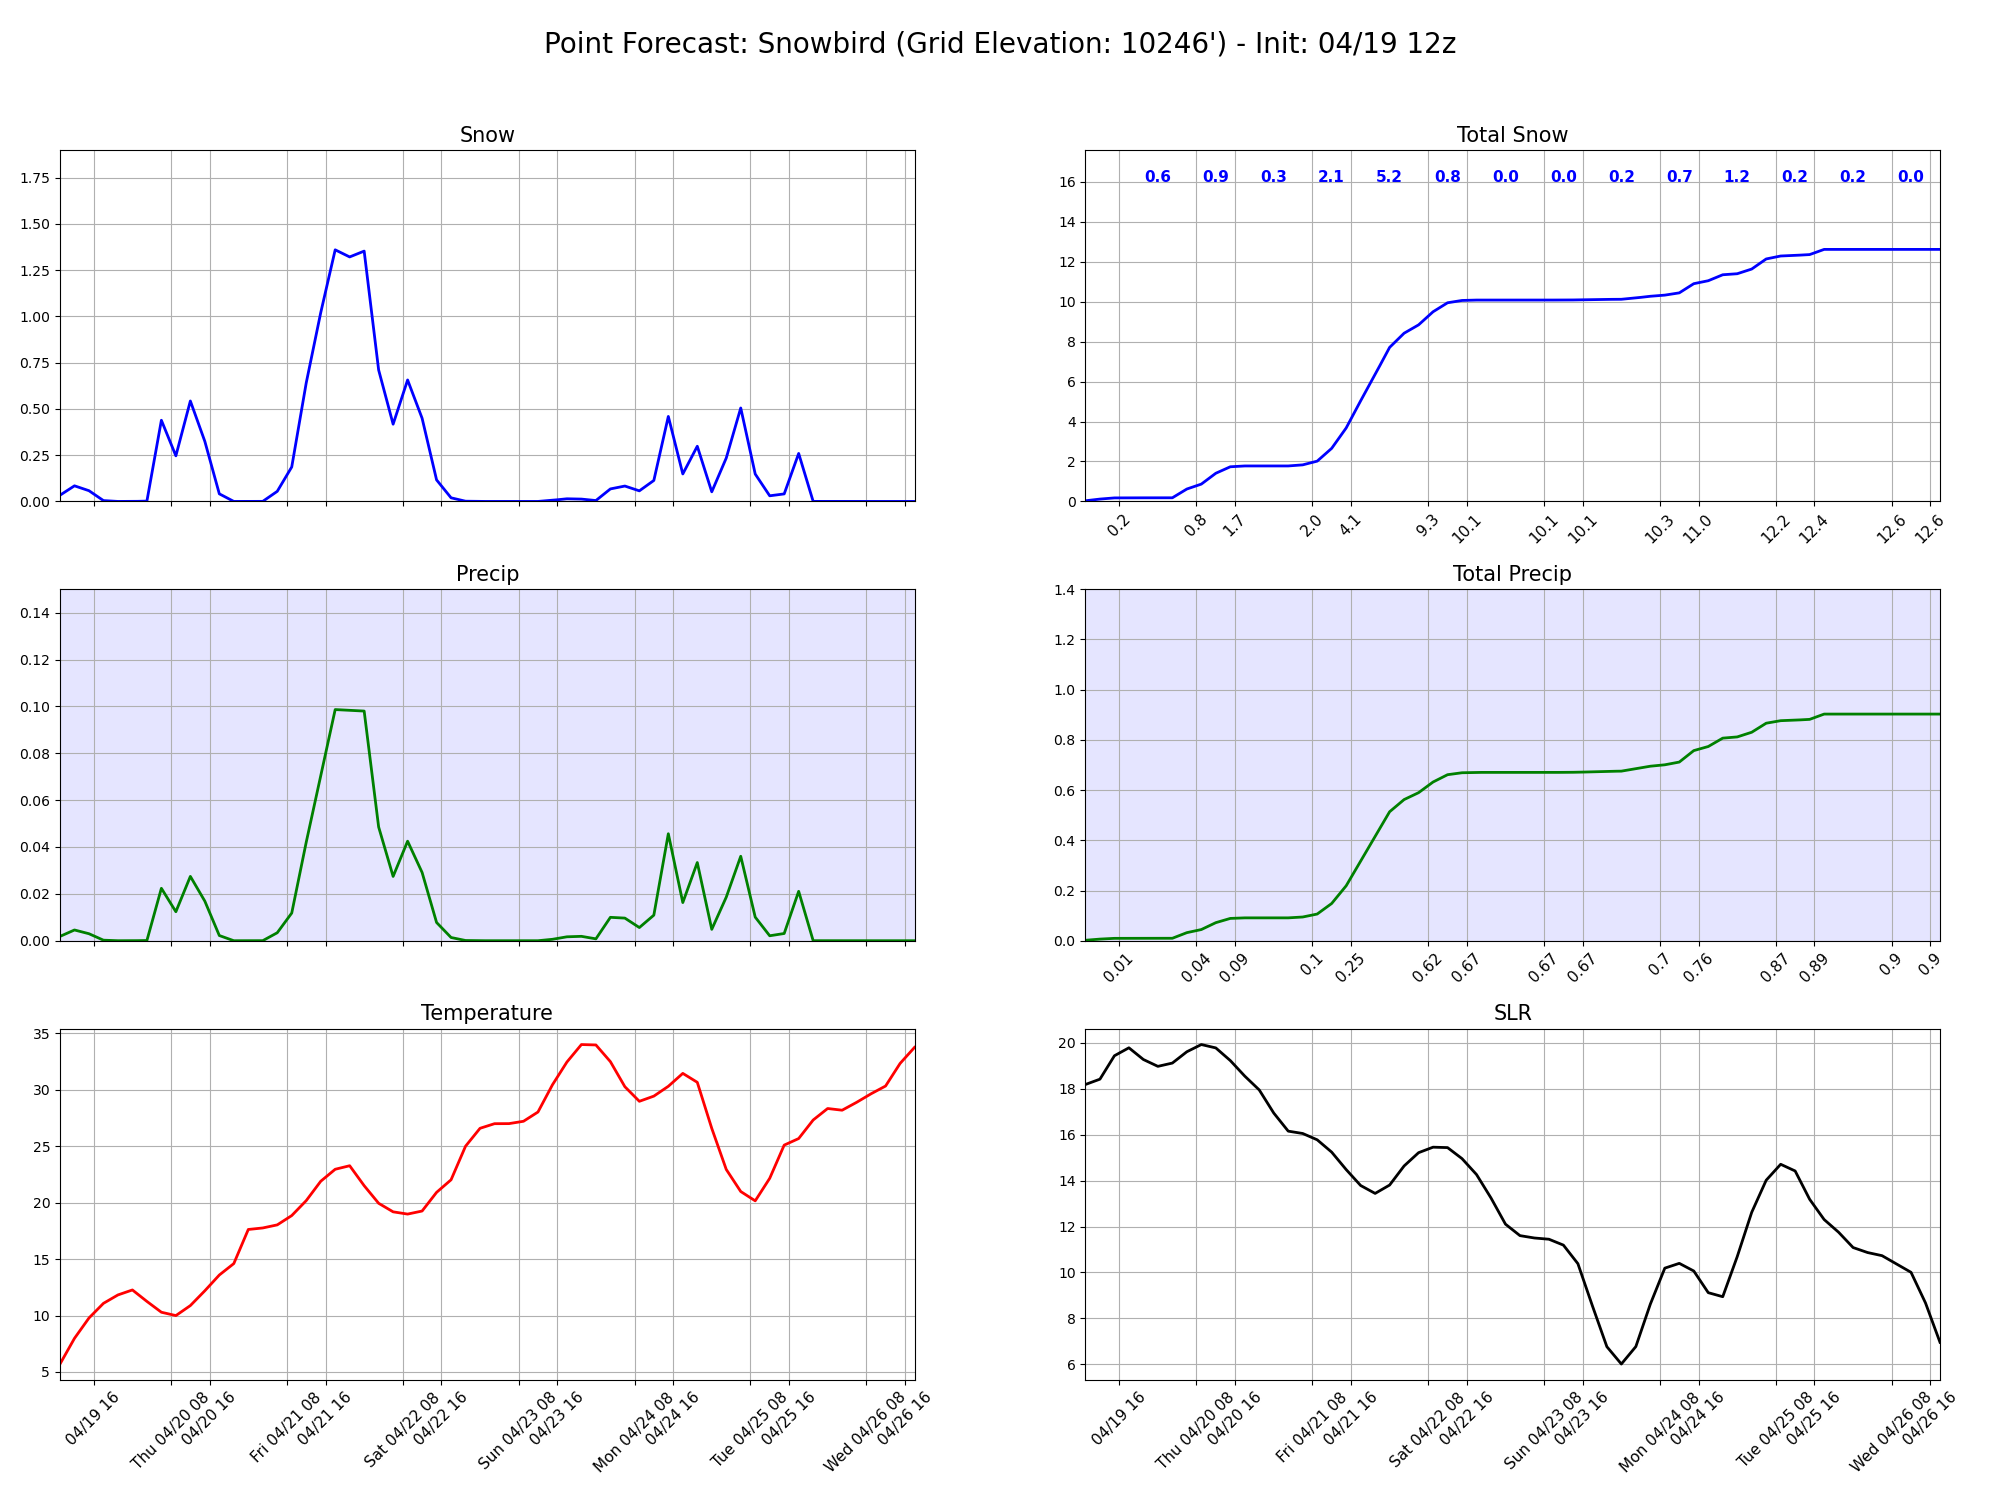 Point Forecast: Snowbird (Grid Elevation: 10246') - Init: 04/19 12z
Snow
1.75
1.50
1.25
1.00
0.75
0.50
0.25
0.00
Total Snow
0.6 0.9 0.3 2.1 5.2 0.8 0.0 0.0 0.2 0.7 1.2 0.2 0.2 0.0
16
14
12
10
8
6
4
2
0
0.2 0.8 1.7 2.0 4.1 9.3 10.1 10.1 10.1 10.3 11.0 12.2 12.4 12.6 12.6
Precip
0.14
0.12
0.10
0.08
0.06
0.04
0.02
0.00
Total Precip
1.4
1.2
1.0
0.8
0.6
0.4
0.2
0.0
0.01 0.04 0.09 0.1 0.25 0.62 0.67 0.67 0.67 0.7 0.76 0.87 0.89 0.9 0.9
Temperature
35
30
25
20
15
10
5
04/19 16
Thu 04/20 08
04/20 16
Fri 04/21 08
04/21 16
Sat 04/22 08
04/22 16
Sun 04/23 08
04/23 16
Mon 04/24 08
04/24 16
Tue 04/25 08
04/25 16
Wed 04/26 08
04/26 16
SLR
20
18
16
14
12
10
8
6
04/19 16
Thu 04/20 08
04/20 16
Fri 04/21 08
04/21 16
Sat 04/22 08
04/22 16
Sun 04/23 08
04/23 16
Mon 04/24 08
04/24 16
Tue 04/25 08
04/25 16
Wed 04/26 08
04/26 16